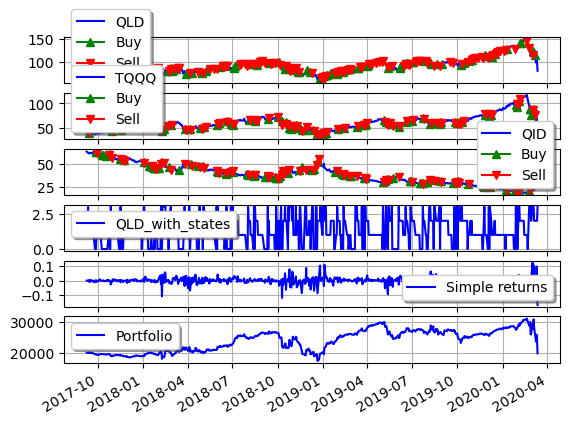 QLD
Buy
Sell
150
100
TQQQ
Buy
Sell
100
50
QID
Buy
Sell
50
25
QLD_with_states
2.5
0.0
Simple returns
0.1
0.0
−0.1
Portfolio
30000
20000
2017-10
2018-01
2018-04
2018-07
2018-10
2019-01
2019-04
2019-07
2019-10
2020-01
2020-04